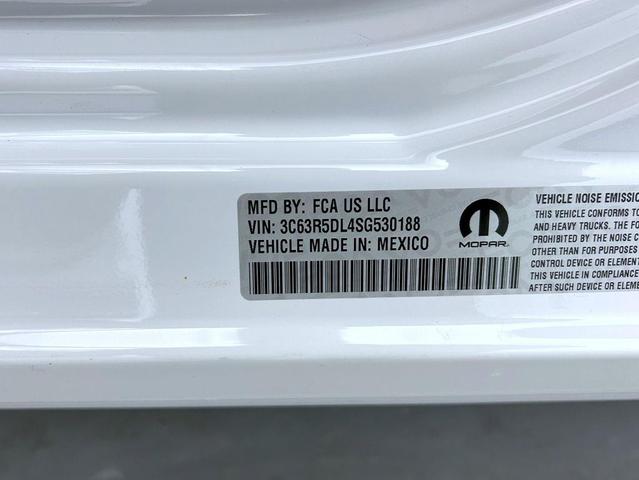 MFD BY: FCA US LLC
VIN: 3C63R5DL4SG530188
VEHICLE MADE IN: MEXICO
MOPAR
VEHICLE NOISE EMISSIO
THIS VEHICLE CONFORMS TO
AND HEAVY TRUCKS. THE FO
PROHIBITED BY
OTHER THAN FOR PURPOSES
CONTROL DEVICE OR ELEMENT
THIS VEHICLE IN COMPLIANCE
AFTER SUCH DEVICE OR ELEME